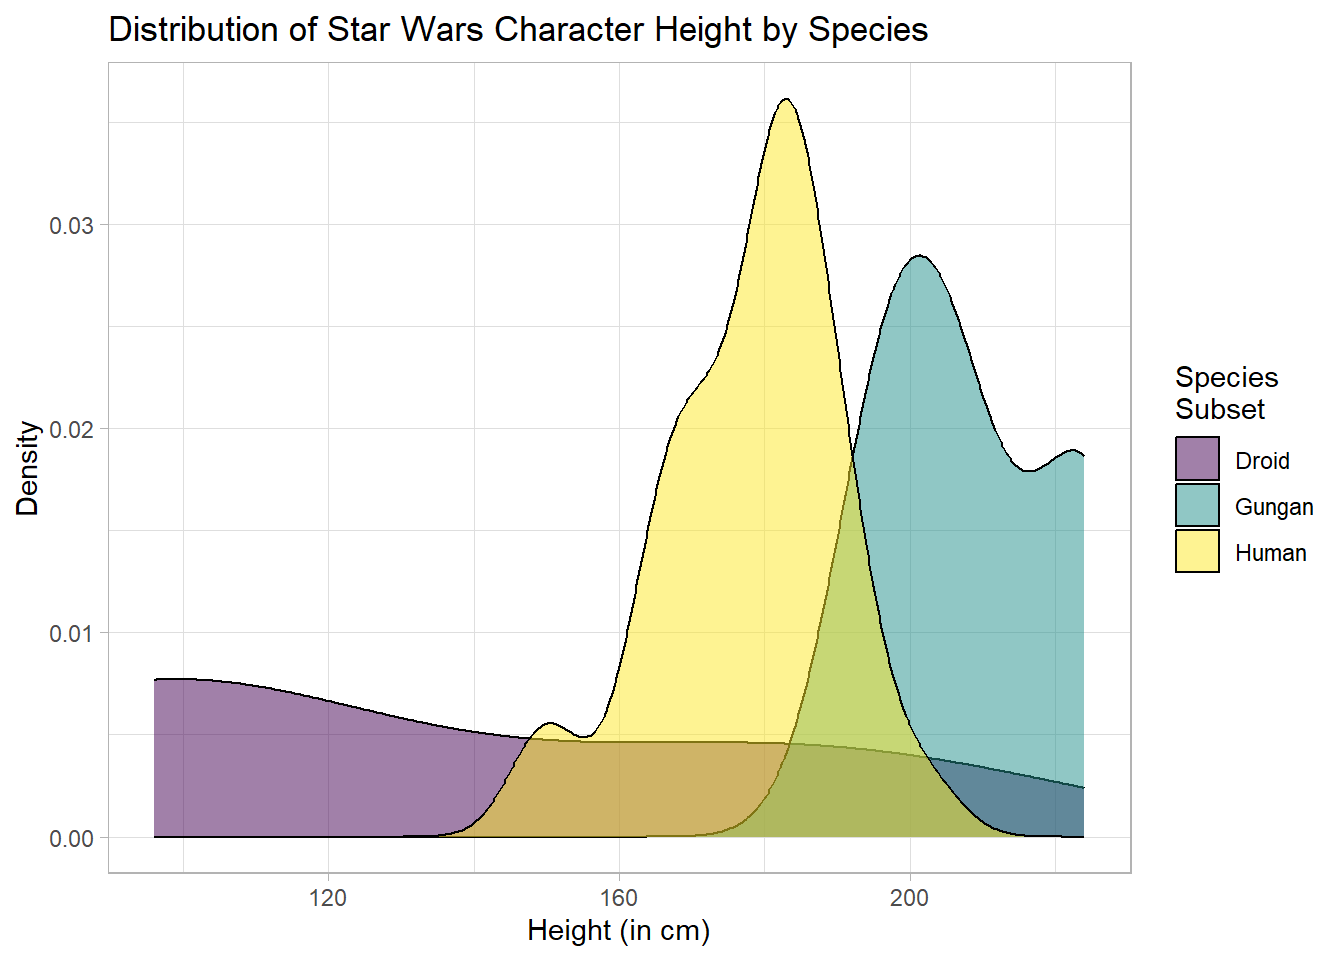 Distribution of Star Wars Character Height by Species
Density
0.03
0.02
0.01
0.00
120
160
200
Height (in cm)
Species
Subset
Droid
Gungan
Human